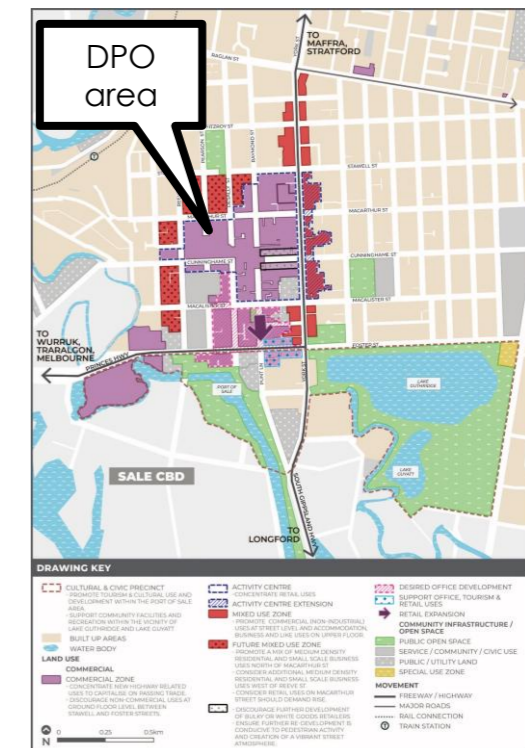 DPO
area
TO
MAFFRA,
STRATFORD
YORK ST
RAGLAN ST
FITZROY ST
PEARSON ST
RAYMOND ST
STAWELL ST
MACARTHUR ST
MACARTHUR ST
CUNNINGHAME ST
CUNNINGHAME ST
MACALISTER ST
MACALISTER ST
TO
WURRUK,
TRARALGON,
MELBOURNE
FOSTER ST
PRINCES HWY
YORK ST
PORT OF
SALE
LAKE
GUTHRIDGE
LAKE
GUYATT
SALE CBD
SOUTH GIPPSLAND HWY
TO
LONGFORD
DRAWING KEY
CULTURAL & CIVIC PRECINCT
- PROMOTE TOURISM & CULTURAL USE AND
DEVELOPMENT WITHIN THE PORT OF SALE
AREA
- SUPPORT COMMUNITY FACILITIES AND
RECREATION WITHIN THE VICINITY OF
LAKE GUTHRIDGE AND LAKE GUYATT
BUILT UP AREAS
WATER BODY
LAND USE
COMMERCIAL
COMMERCIAL ZONE
- CONCENTRATE NEW HIGHWAY RELATED
USES TO CAPITALISE ON PASSING TRADE.
- DISCOURAGE NON-COMMERCIAL USES AT
GROUND FLOOR LEVEL BETWEEN
STAWELL AND FOSTER STREETS.
0 0.25 0.5km
N
ACTIVITY CENTRE
- CONCENTRATE RETAIL USES
ACTIVITY CENTRE EXTENSION
MIXED USE ZONE
- PROMOTE COMMERCIAL (NON-INDUSTRIAL)
USES AT STREET LEVEL AND ACCOMMODATION,
BUSINESS AND LIKE USES ON UPPER FLOOR.
FUTURE MIXED USE ZONE
- PROMOTE A MIX OF MEDIUM DENSITY
RESIDENTIAL AND SMALL SCALE BUSINESS
USES NORTH OF MACARTHUR ST
- CONSIDER ADDITIONAL MEDIUM DENSITY
RESIDENTIAL AND SMALL SCALE BUSINESS
USES WEST OF REEVE ST
- CONSIDER RETAIL USES ON MACARTHUR
STREET SHOULD DEMAND RISE.
- DISCOURAGE FURTHER DEVELOPMENT
OF BULKY OR WHITE GOODS RETAILERS
- ENSURE FURTHER RE-DEVELOPMENT IS
CONDUCIVE TO PEDESTRIAN ACTIVITY
AND CREATION OF A VIBRANT STREET
ATMOSPHERE.
DESIRED OFFICE DEVELOPMENT
SUPPORT OFFICE, TOURISM &
RETAIL USES
RETAIL EXPANSION
COMMUNITY INFRASTRUCTURE /
OPEN SPACE
PUBLIC OPEN SPACE
SERVICE / COMMUNITY / CIVIC USE
PUBLIC / UTILITY LAND
SPECIAL USE ZONE
MOVEMENT
FREEWAY / HIGHWAY
MAJOR ROADS
RAIL CONNECTION
TRAIN STATION